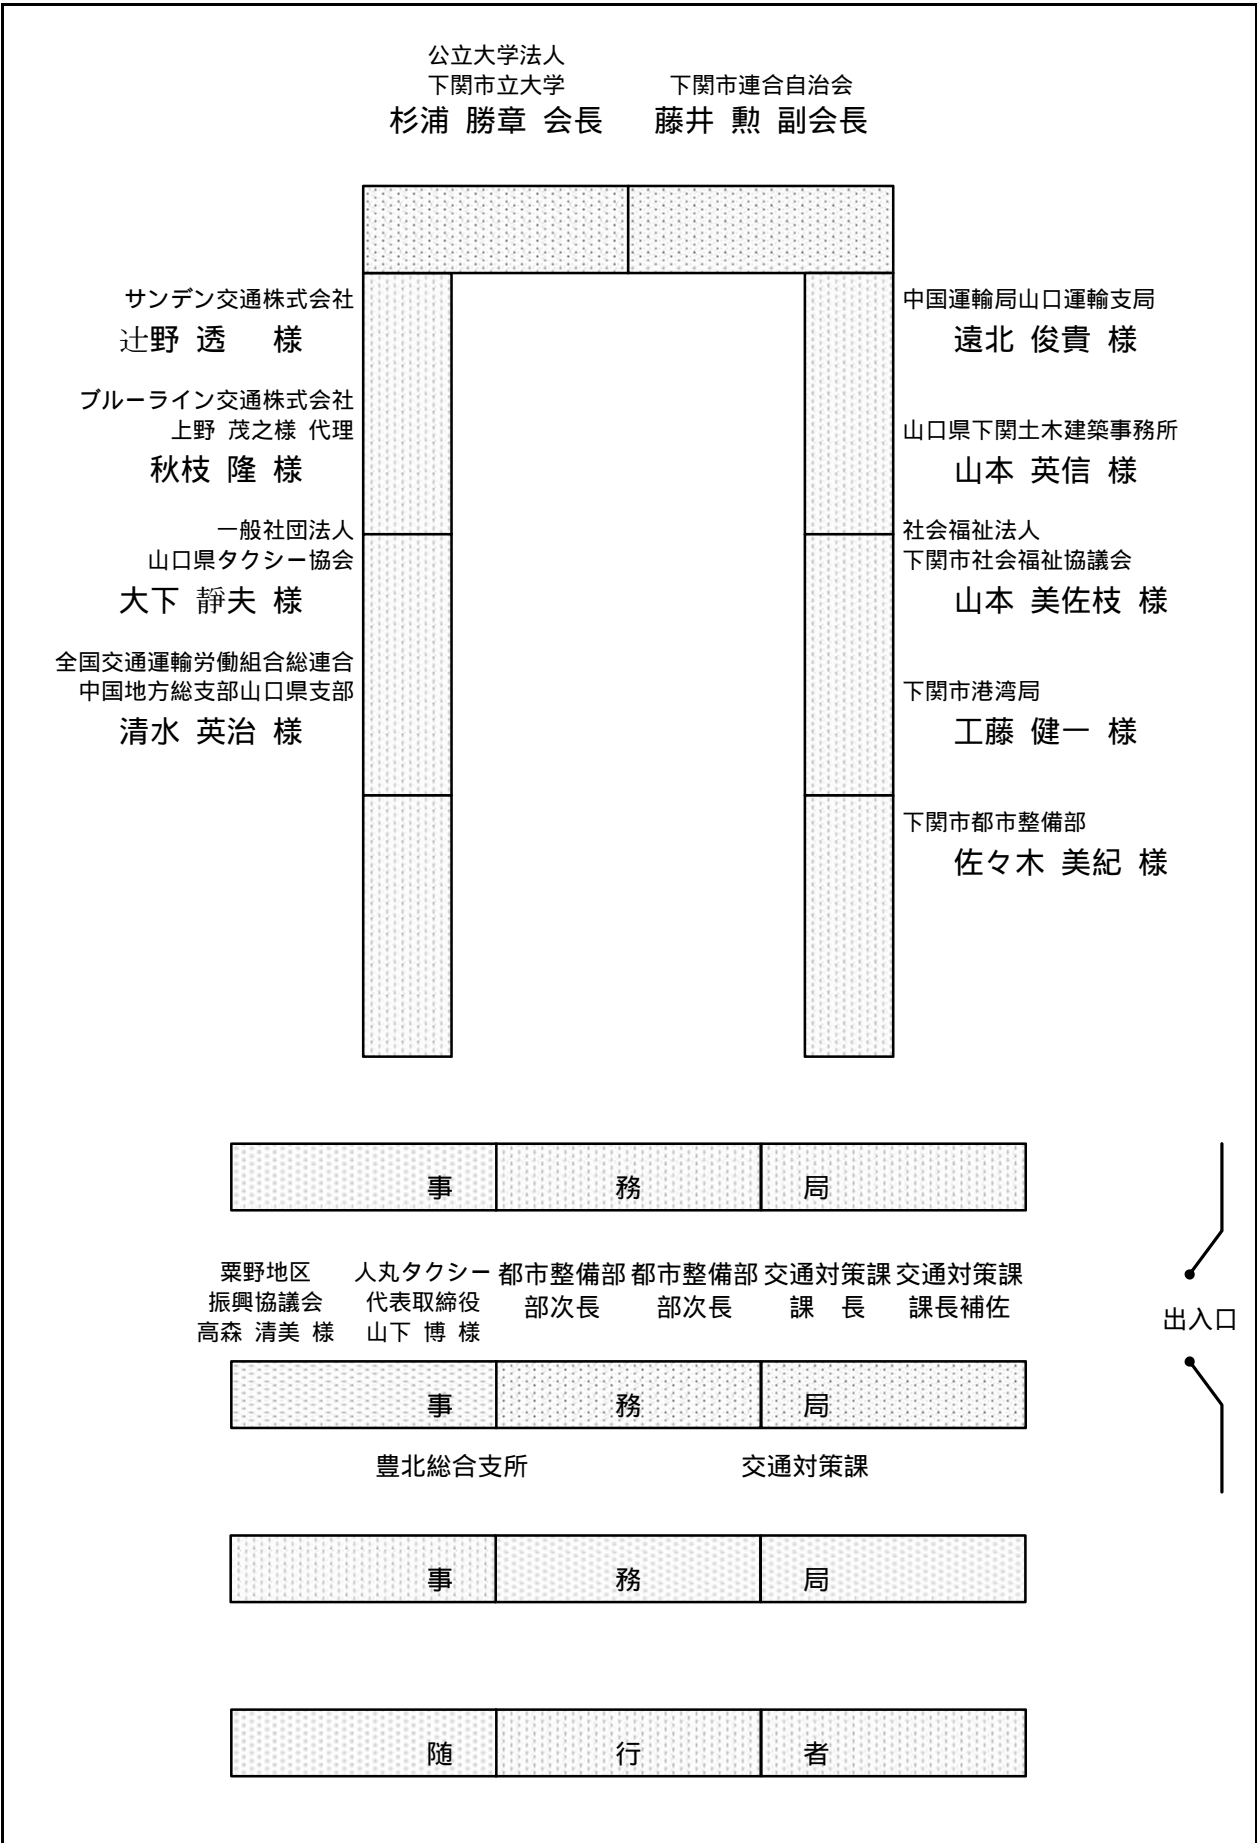 公立大学法人
下関市立大学
杉浦 勝章 会長
下関市連合自治会
藤井 勲 副会長
サンデン交通株式会社
辻野 透 様
ブルーライン交通株式会社
上野 茂之様 代理
秋枝 隆 様
一般社団法人
山口県タクシー協会
大下 靜夫 様
全国交通運輸労働組合総連合
中国地方総支部山口県支部
清水 英治 様
中国運輸局山口運輸支局
遠北 俊貴 様
山口県下関土木建築事務所
山本 英信 様
社会福祉法人
下関市社会福祉協議会
山本 美佐枝 様
下関市港湾局
工藤 健一 様
下関市都市整備部
佐々木 美紀 様
事 務 局
粟野地区
振興協議会
高森 清美 様
人丸タクシー
代表取締役
山下 博 様
都市整備部
部次長
都市整備部
部次長
交通対策課
課 長
交通対策課
課長補佐
出入口
事 務 局
豊北総合支所
交通対策課
事 務 局
随 行 者